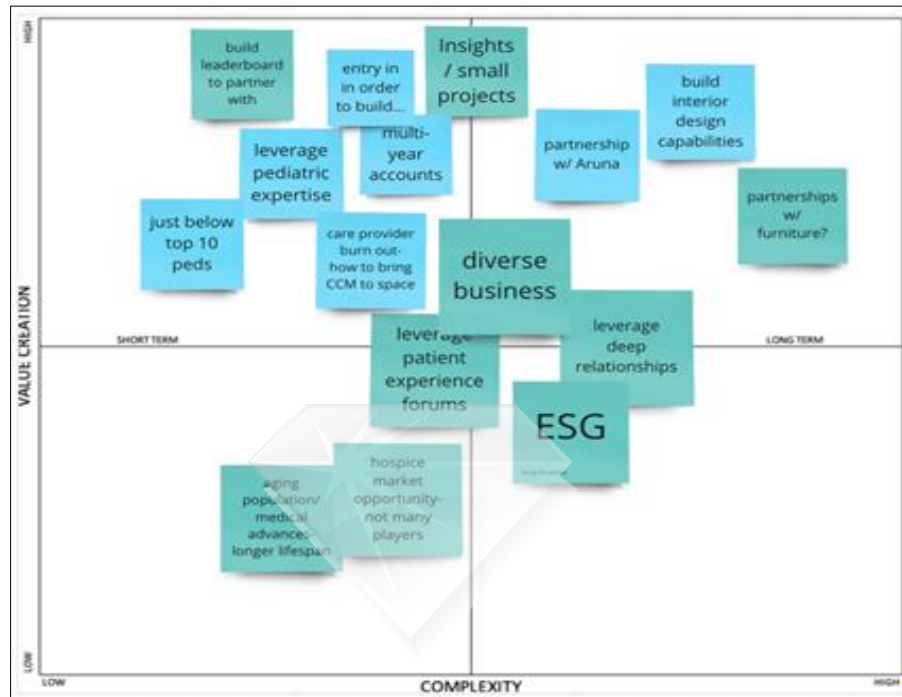 HIGH
build
leaderboard
to partner
with
entry in
in order
to build...
Insights
/ small
projects
build
interior
design
capabilities
multi-
year
accounts
partnership
w/ Aruna
leverage
pediatric
expertise
partnerships
w/
furniture?
just below
top 10
peds
care provider
burn out-
how to bring
CCM to space
diverse
business
VALUE CREATION
SHORT TERM
LONG TERM
leverage
patient
experience
forums
leverage
deep
relationships
ESG
aging
population/
medical
advances-
longer lifespan
hospice
market
opportunity-
not many
players
LOW
LOW
COMPLEXITY
HIGH